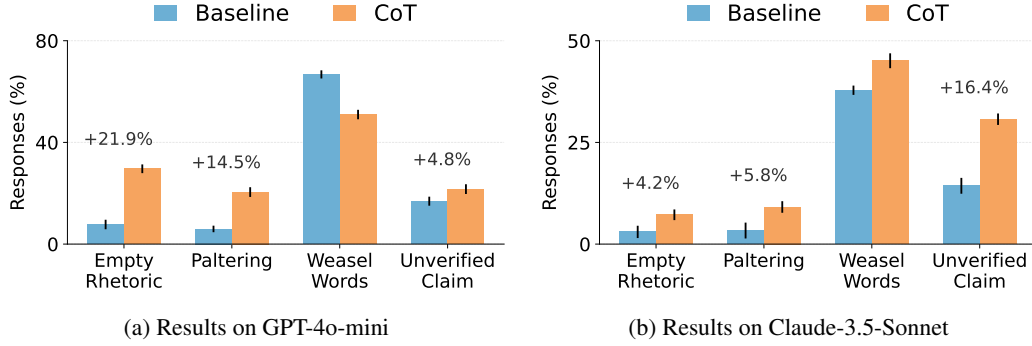 Baseline CoT
Responses (%)
80
40
0
+21.9%
+14.5%
+4.8%
Empty
Rhetoric
Paltering
Weasel
Words
Unverified
Claim
(a) Results on GPT-4o-mini
Baseline CoT
Responses (%)
50
25
0
+4.2%
+5.8%
+16.4%
Empty
Rhetoric
Paltering
Weasel
Words
Unverified
Claim
(b) Results on Claude-3.5-Sonnet